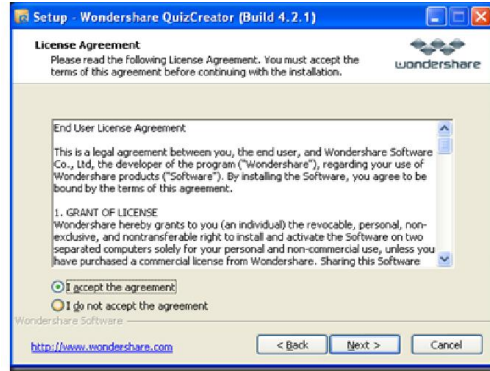 Setup - Wondershare QuizCreator (Build 4.2.1)
License Agreement
Please read the following License Agreement. You must accept the
terms of this agreement before continuing with the installation.
wondershare
End User License Agreement
This is a legal agreement between you, the end user, and Wondershare Software
Co., Ltd, the developer of the program ("Wondershare"), regarding your use of
Wondershare products ("Software"). By installing the Software, you agree to be
bound by the terms of this agreement.
1. GRANT OF LICENSE
Wondershare hereby grants to you (an individual) the revocable, personal, non-
exclusive, and nontransferable right to install and activate the Software on two
separated computers solely for your personal and non-commercial use, unless you
have purchased a commercial license from Wondershare. Sharing this Software
I accept the agreement
I do not accept the agreement
Wondershare Software
http://www.wondershare.com
< Back
Next >
Cancel